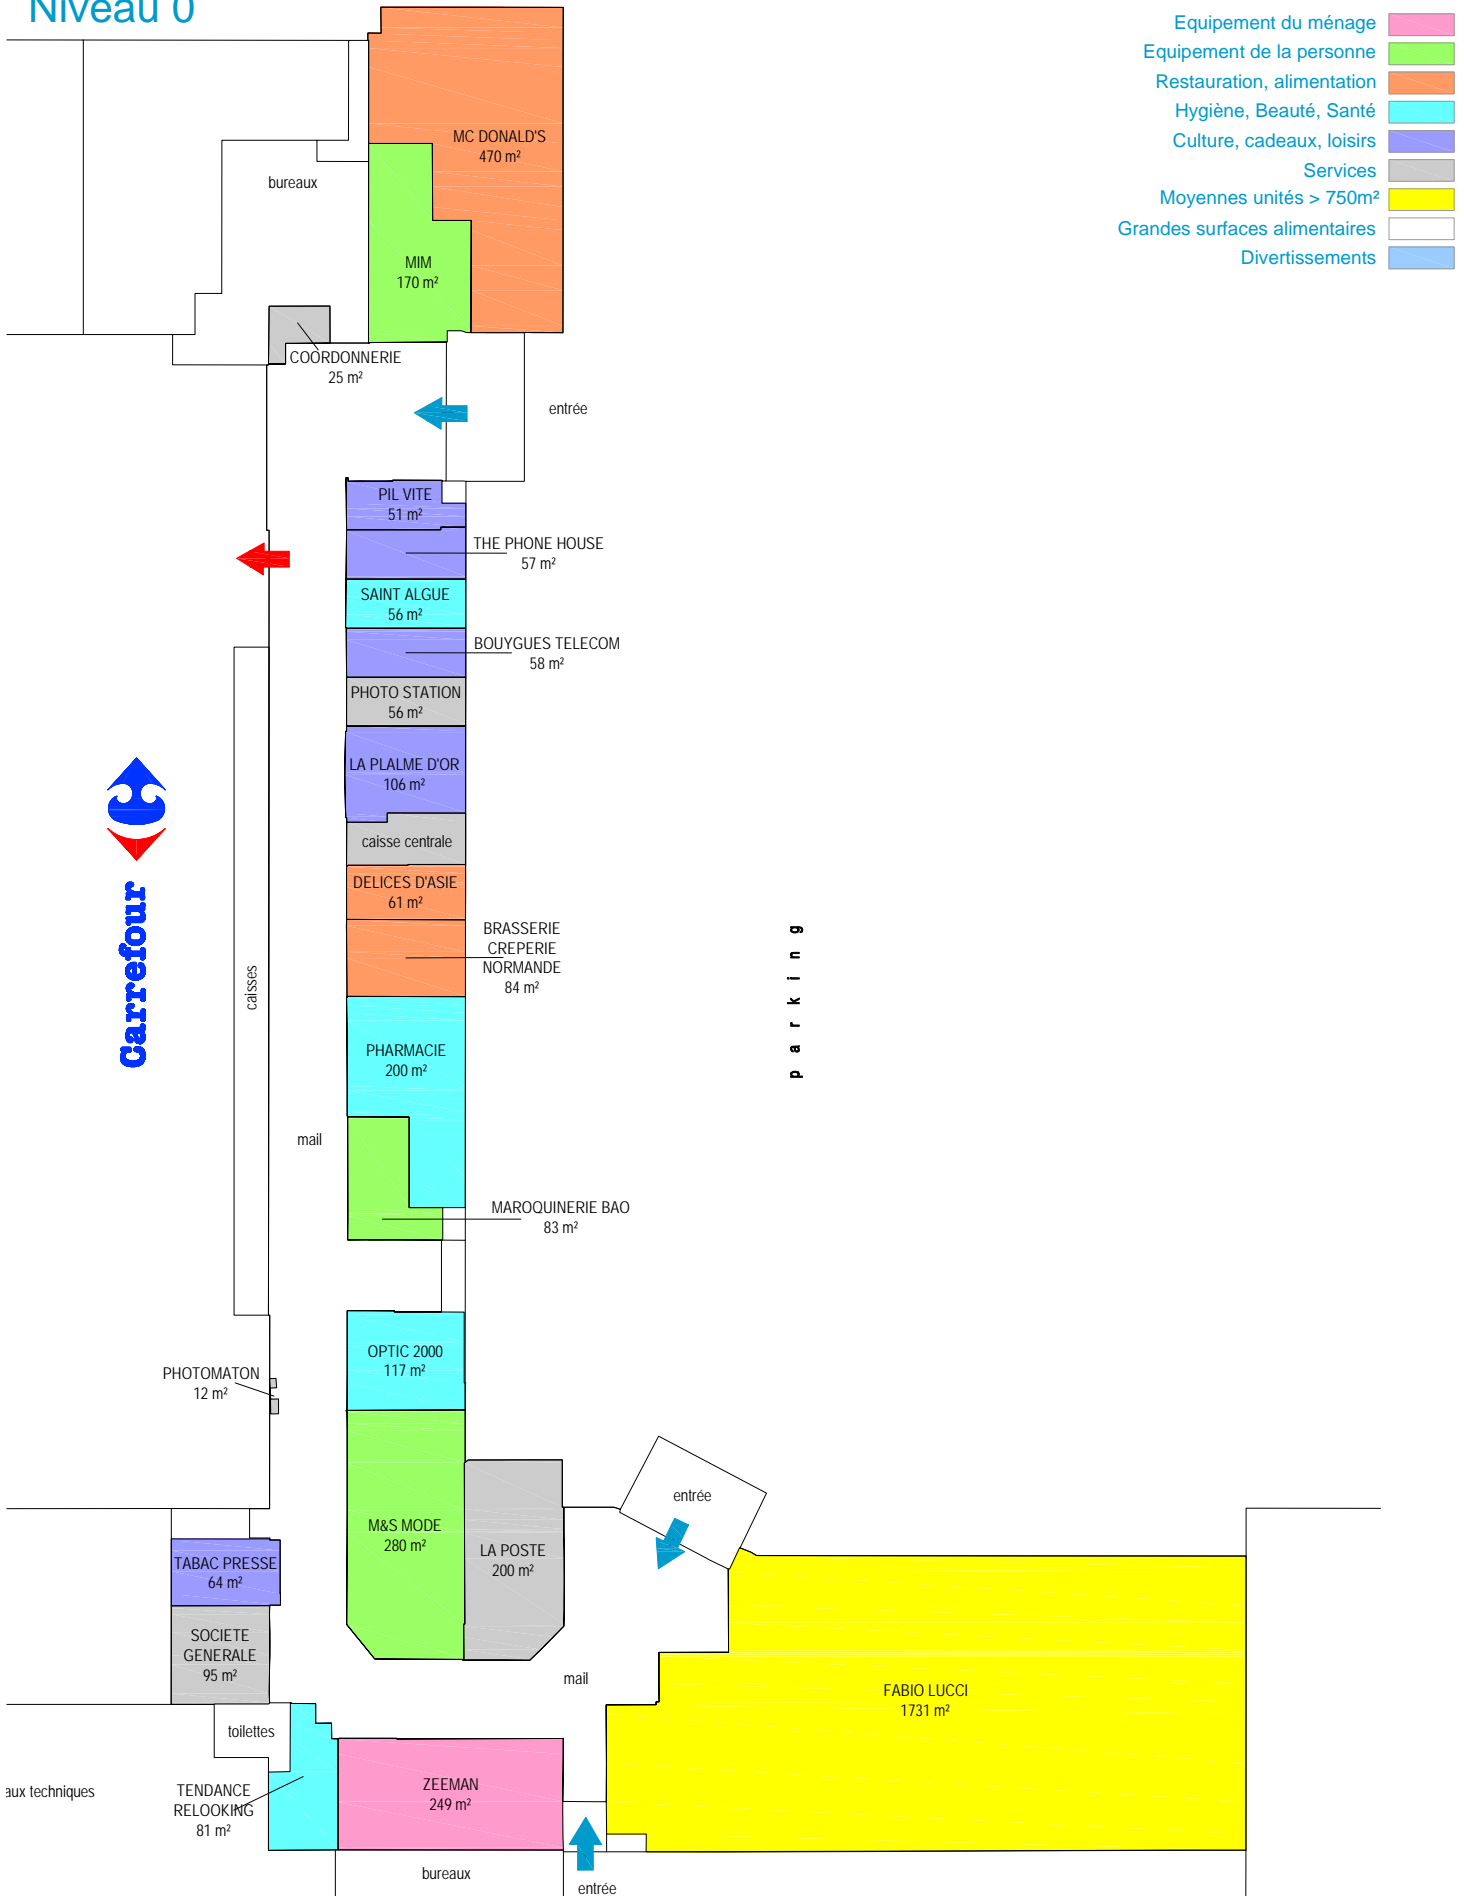 Niveau 0
Equipement du ménage
Equipement de la personne
Restauration, alimentation
Hygiène, Beauté, Santé
Culture, cadeaux, loisirs
Services
Moyennes unités > 750m²
Grandes surfaces alimentaires
Divertissements
MC DONALD'S
470 m²
bureaux
MIM
170 m²
COORDONNERIE
25 m²
entrée
PIL VITE
51 m²
THE PHONE HOUSE
57 m²
SAINT ALGUE
56 m²
BOUYGUES TELECOM
58 m²
PHOTO STATION
56 m²
LA PLALME D'OR
106 m²
caisse centrale
DELICES D'ASIE
61 m²
BRASSERIE
CREPERIE
NORMANDE
84 m²
Carrefour
caisses
parking
PHARMACIE
200 m²
mail
MAROQUINERIE BAO
83 m²
OPTIC 2000
117 m²
PHOTOMATON
12 m²
entrée
M&S MODE
280 m²
LA POSTE
200 m²
TABAC PRESSE
64 m²
SOCIETE
GENERALE
95 m²
mail
FABIO LUCCI
1731 m²
toilettes
aux techniques
TENDANCE
RELOOKING
81 m²
ZEEMAN
249 m²
bureaux
entrée